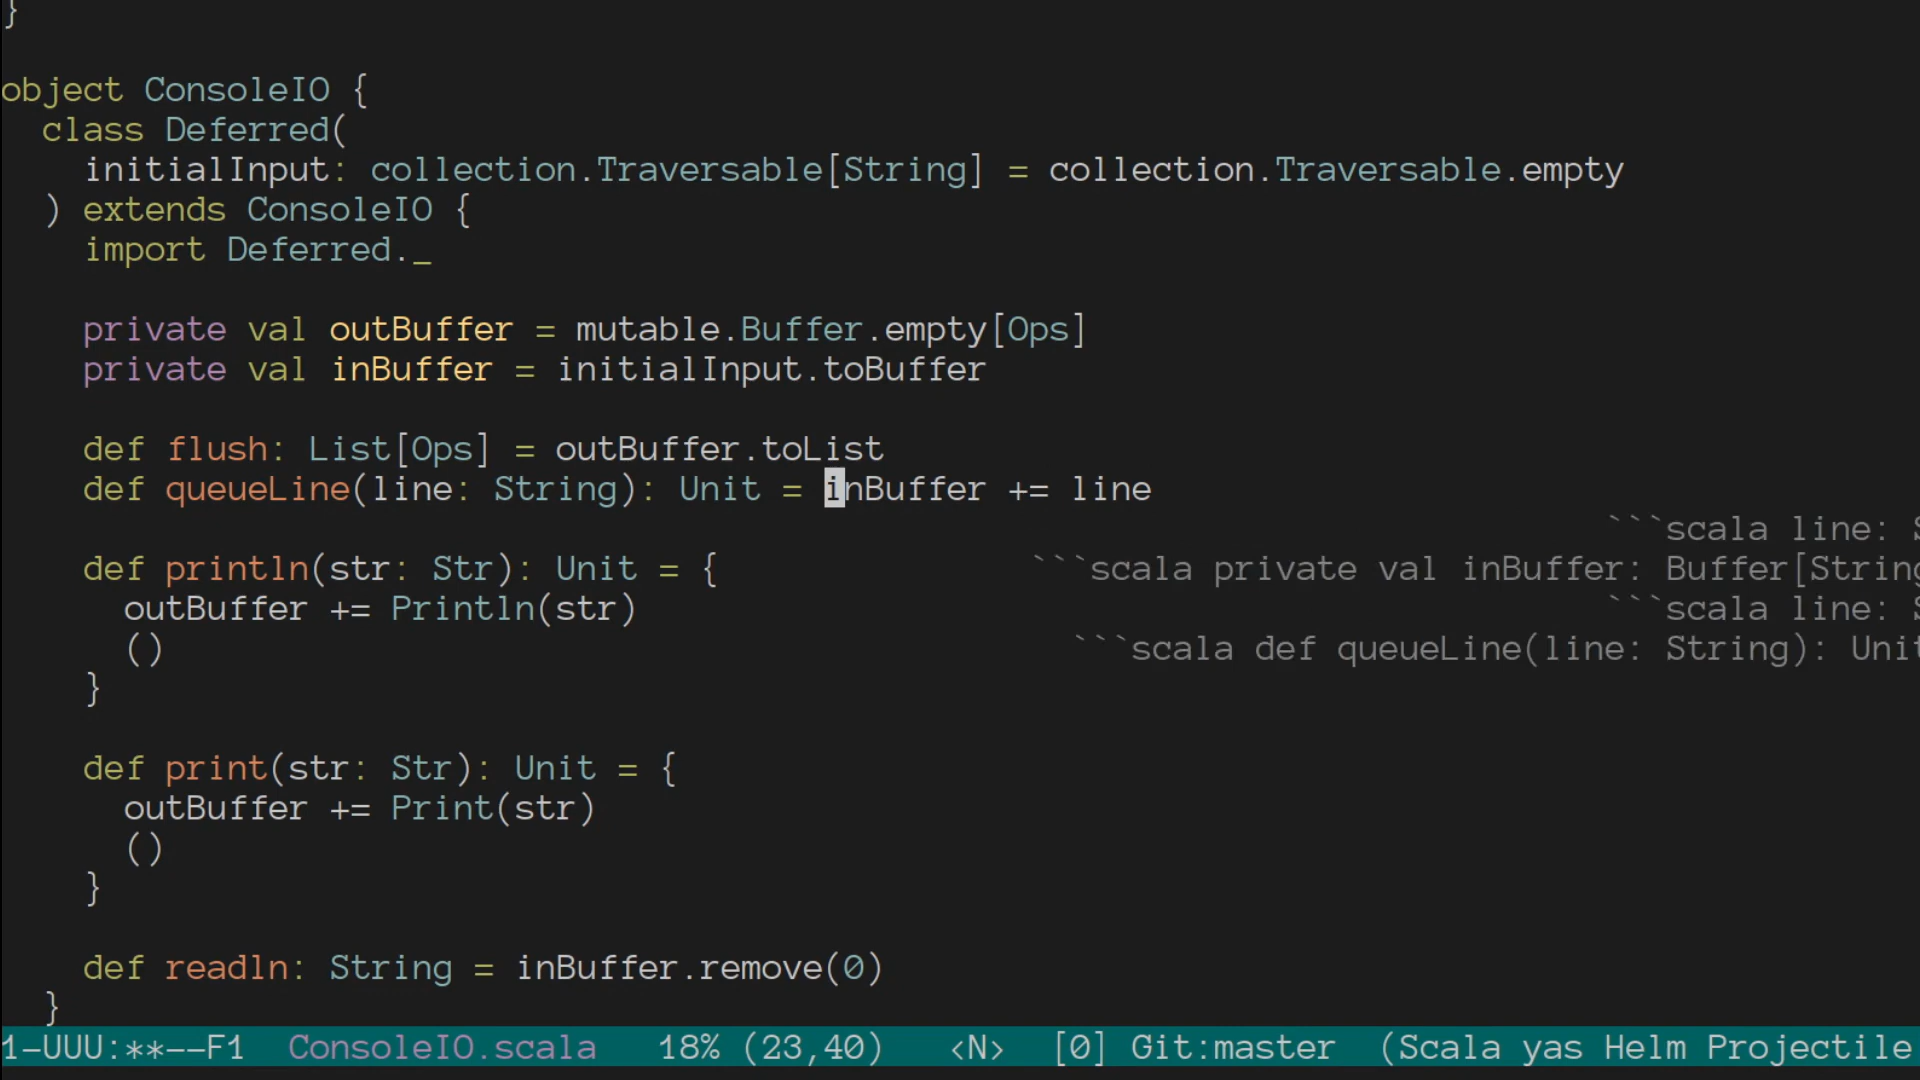 }
object ConsoleIO {
  class Deferred(
    initialInput: collection.Traversable[String] = collection.Traversable.empty
  ) extends ConsoleIO {
    import Deferred._

    private val outBuffer = mutable.Buffer.empty[Ops]
    private val inBuffer = initialInput.toBuffer

    def flush: List[Ops] = outBuffer.toList
    def queueLine(line: String): Unit = inBuffer += line
```scala line: S
    def println(str: Str): Unit = { ```scala private val inBuffer: Buffer[String
      outBuffer += Println(str) ```scala line: S
      () ```scala def queueLine(line: String): Unit
    }

    def print(str: Str): Unit = {
      outBuffer += Print(str)
      ()
    }

    def readln: String = inBuffer.remove(0)
  }
1-UUU:**--F1  ConsoleIO.scala   18% (23,40)   <N>  [0] Git:master  (Scala yas Helm Projectile